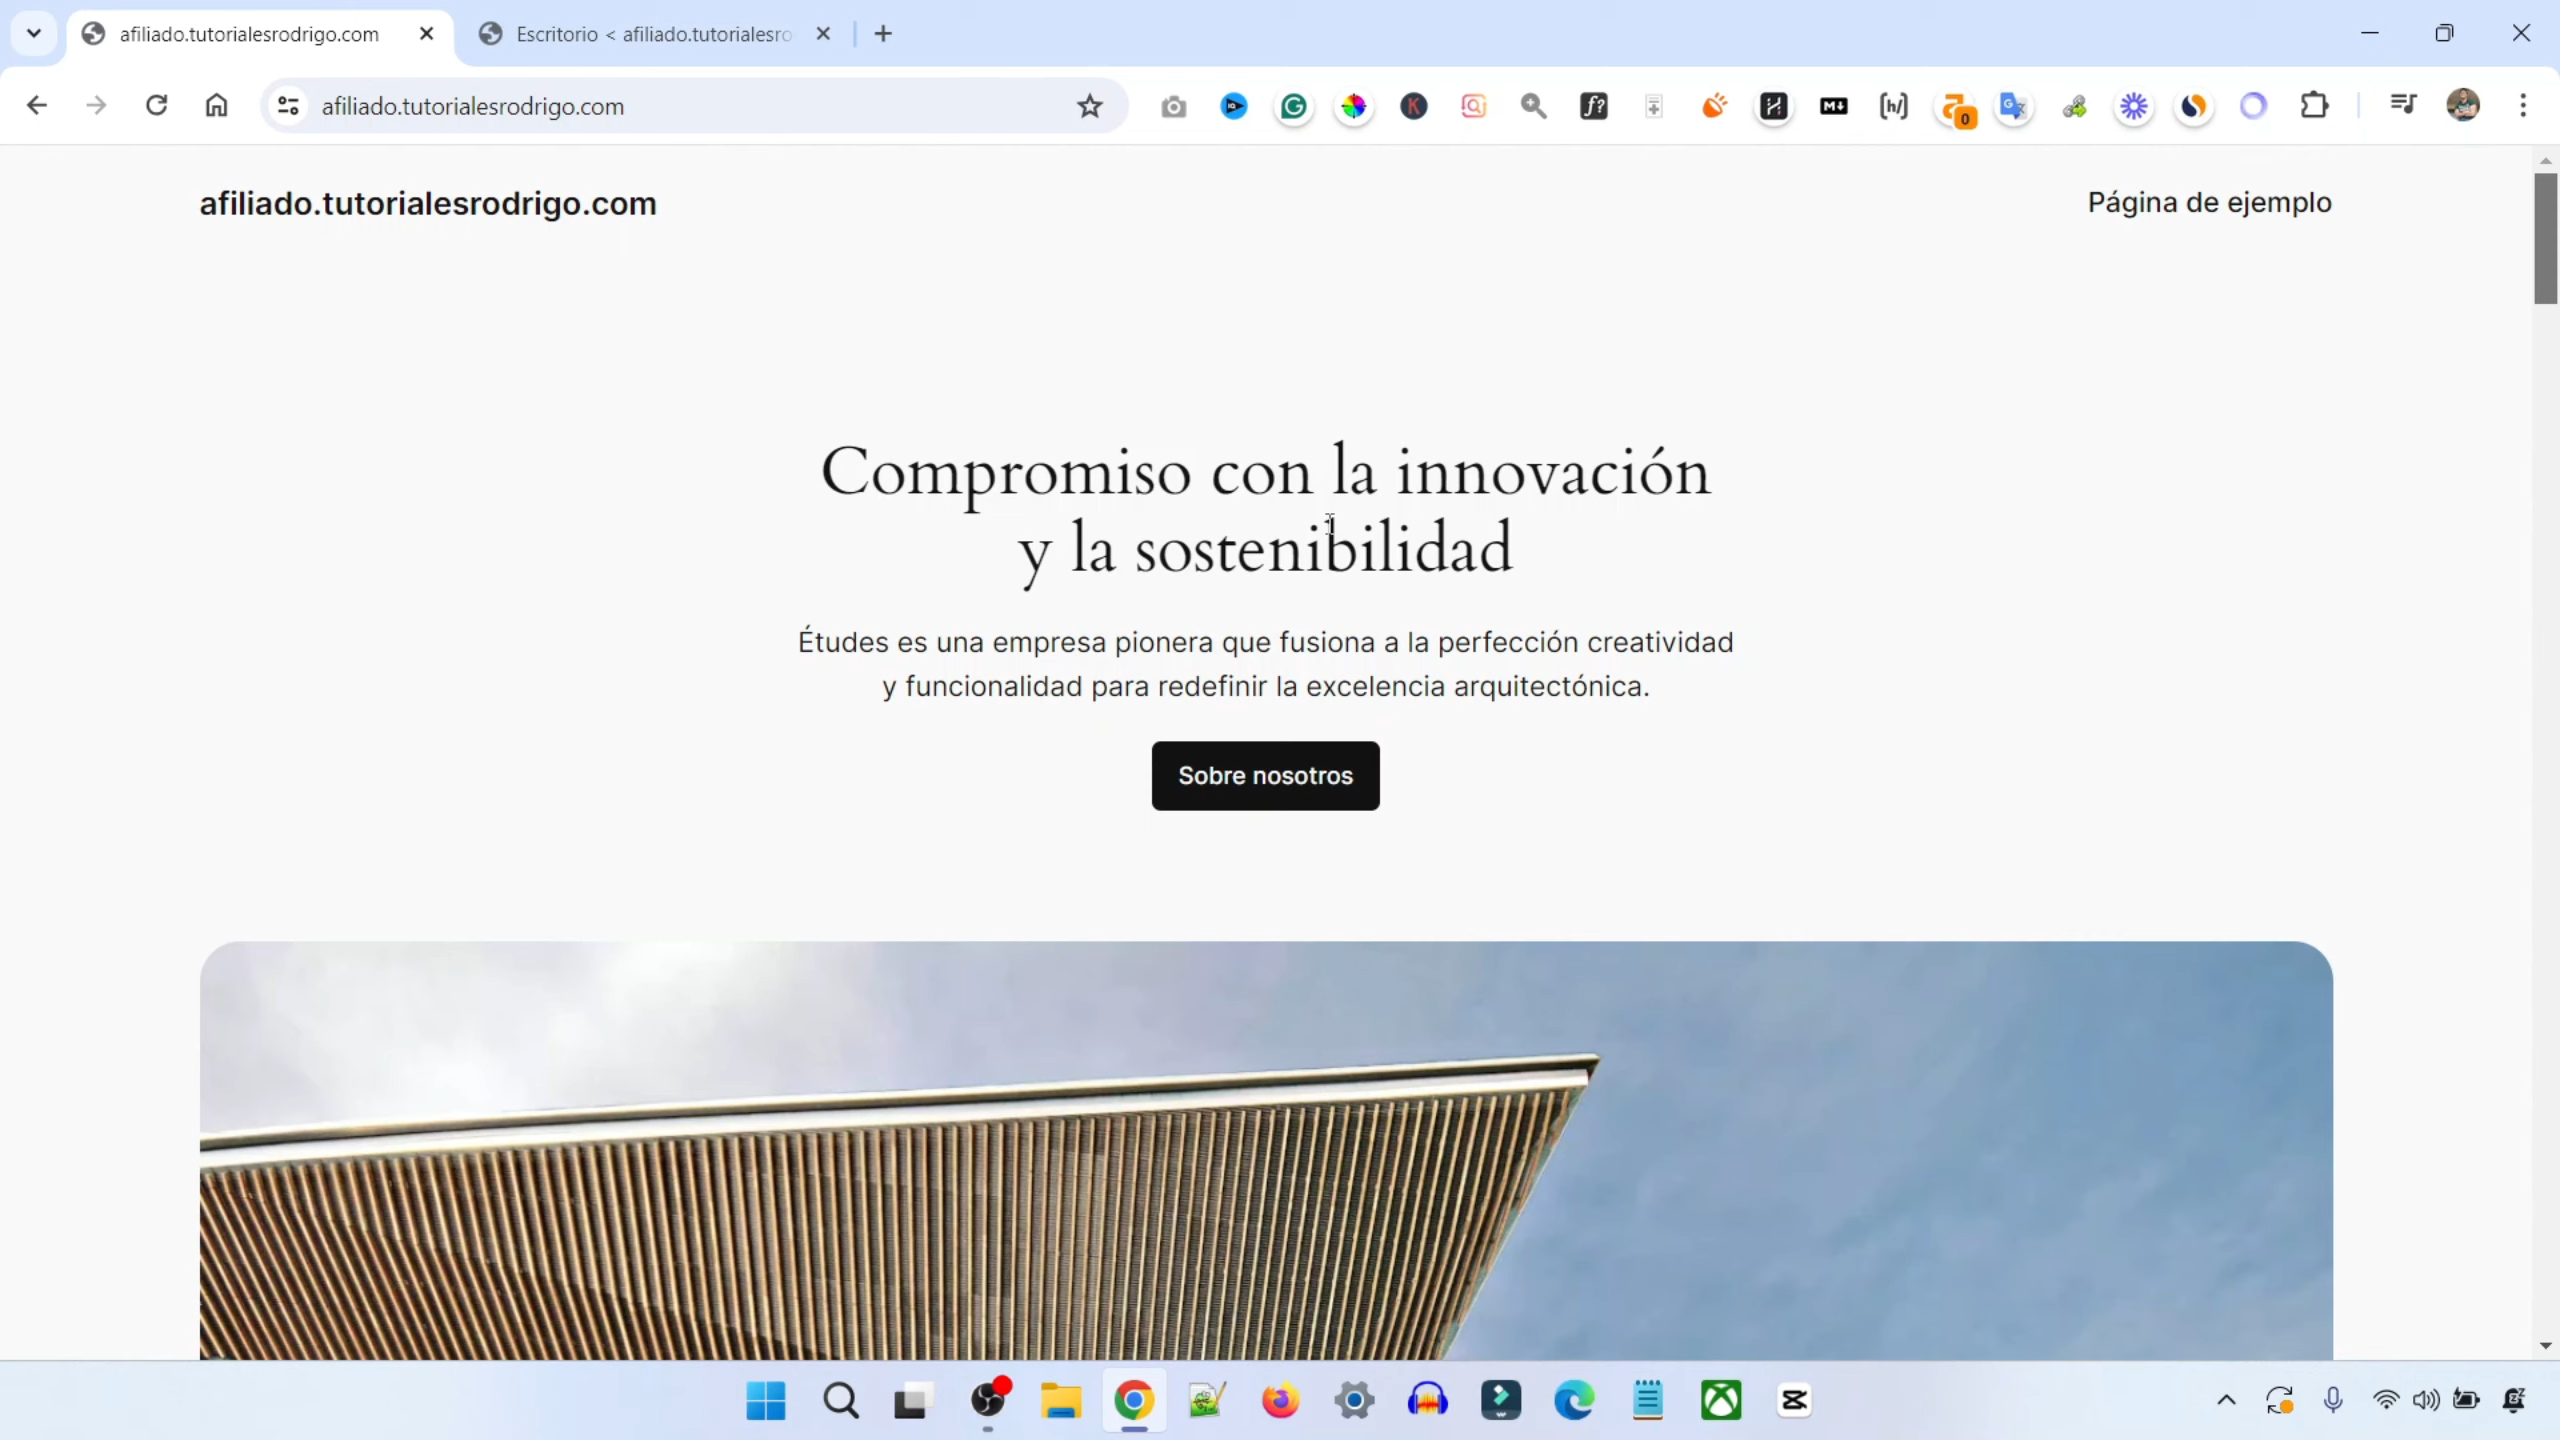 afiliado.tutorialesrodrigo.com
Escritorio < afiliado.tutorialesro
afiliado.tutorialesrodrigo.com
0
afiliado.tutorialesrodrigo.com
Página de ejemplo
Compromiso con la innovación
y la sostenibilidad
Études es una empresa pionera que fusiona a la perfección creatividad
y funcionalidad para redefinir la excelencia arquitectónica.
Sobre nosotros